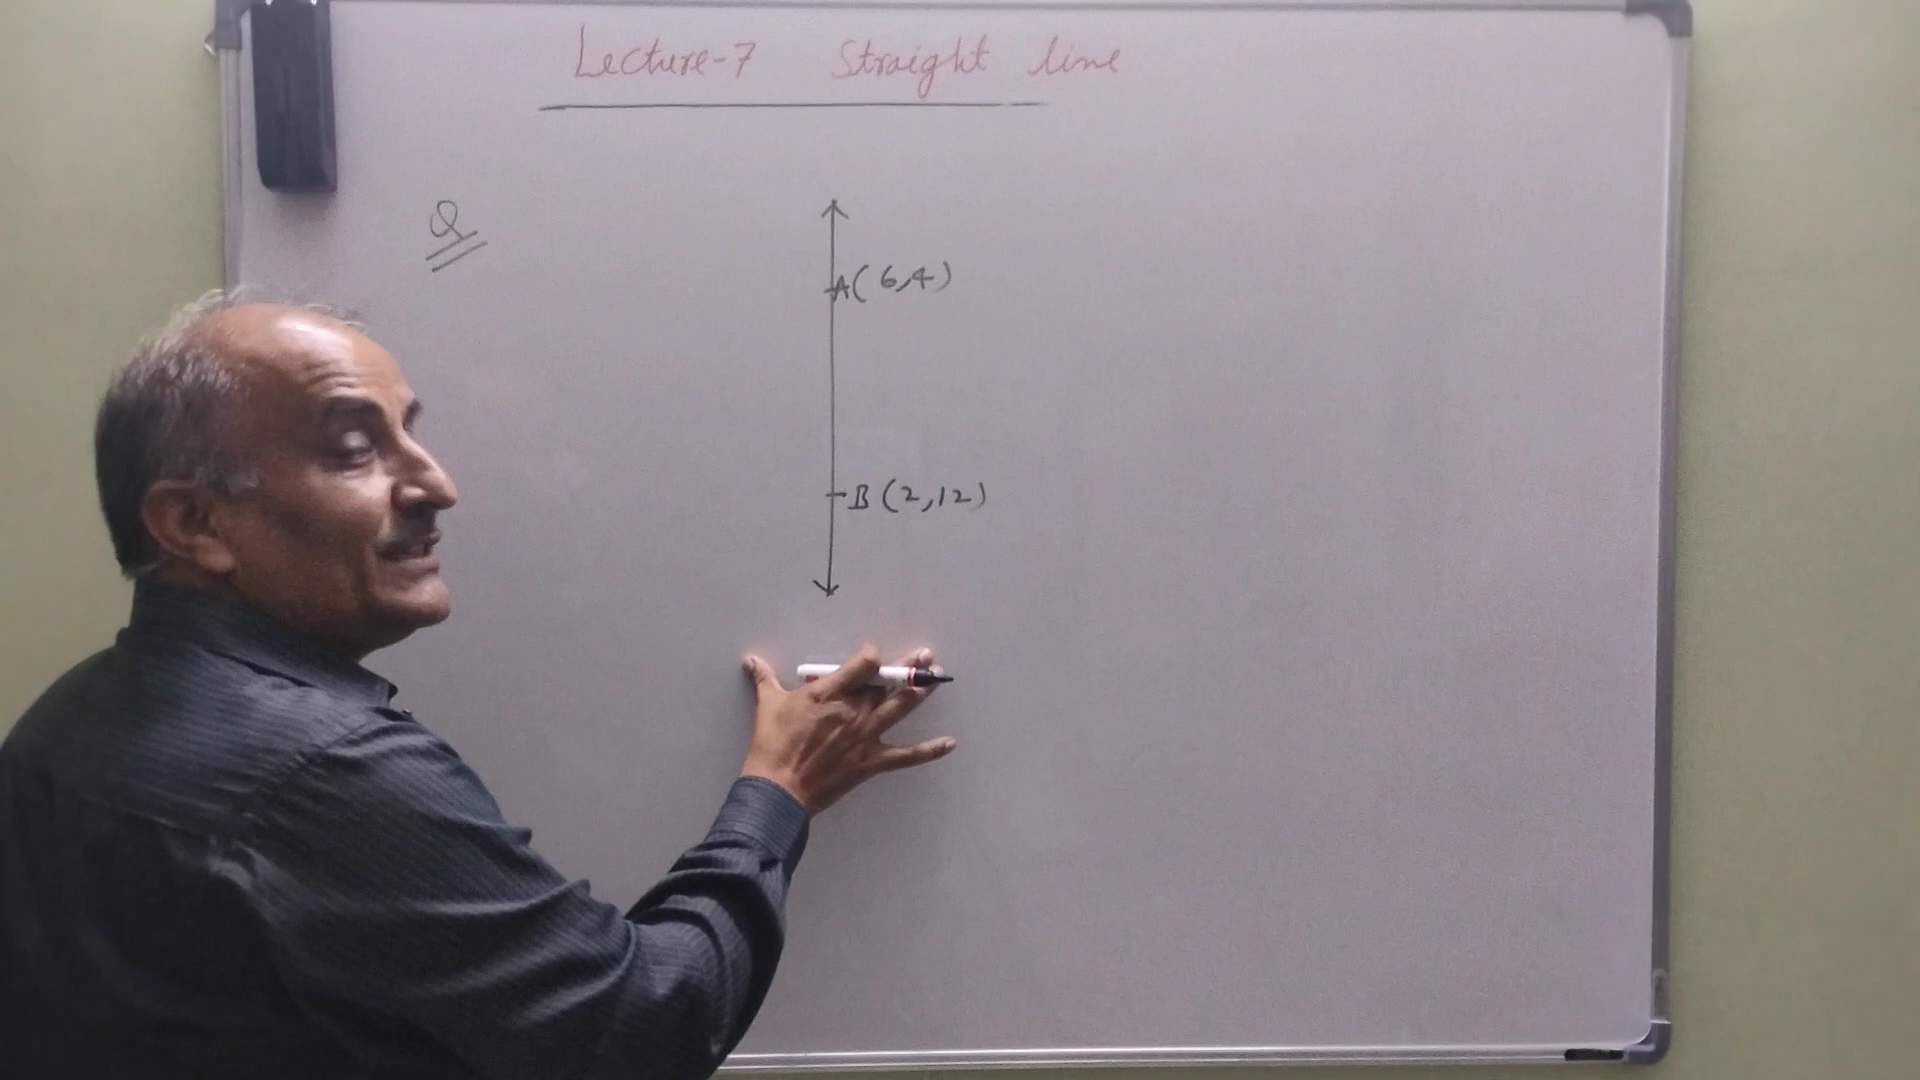 Lecture-7 Straight line
Q
A(6,4)
B(2,12)